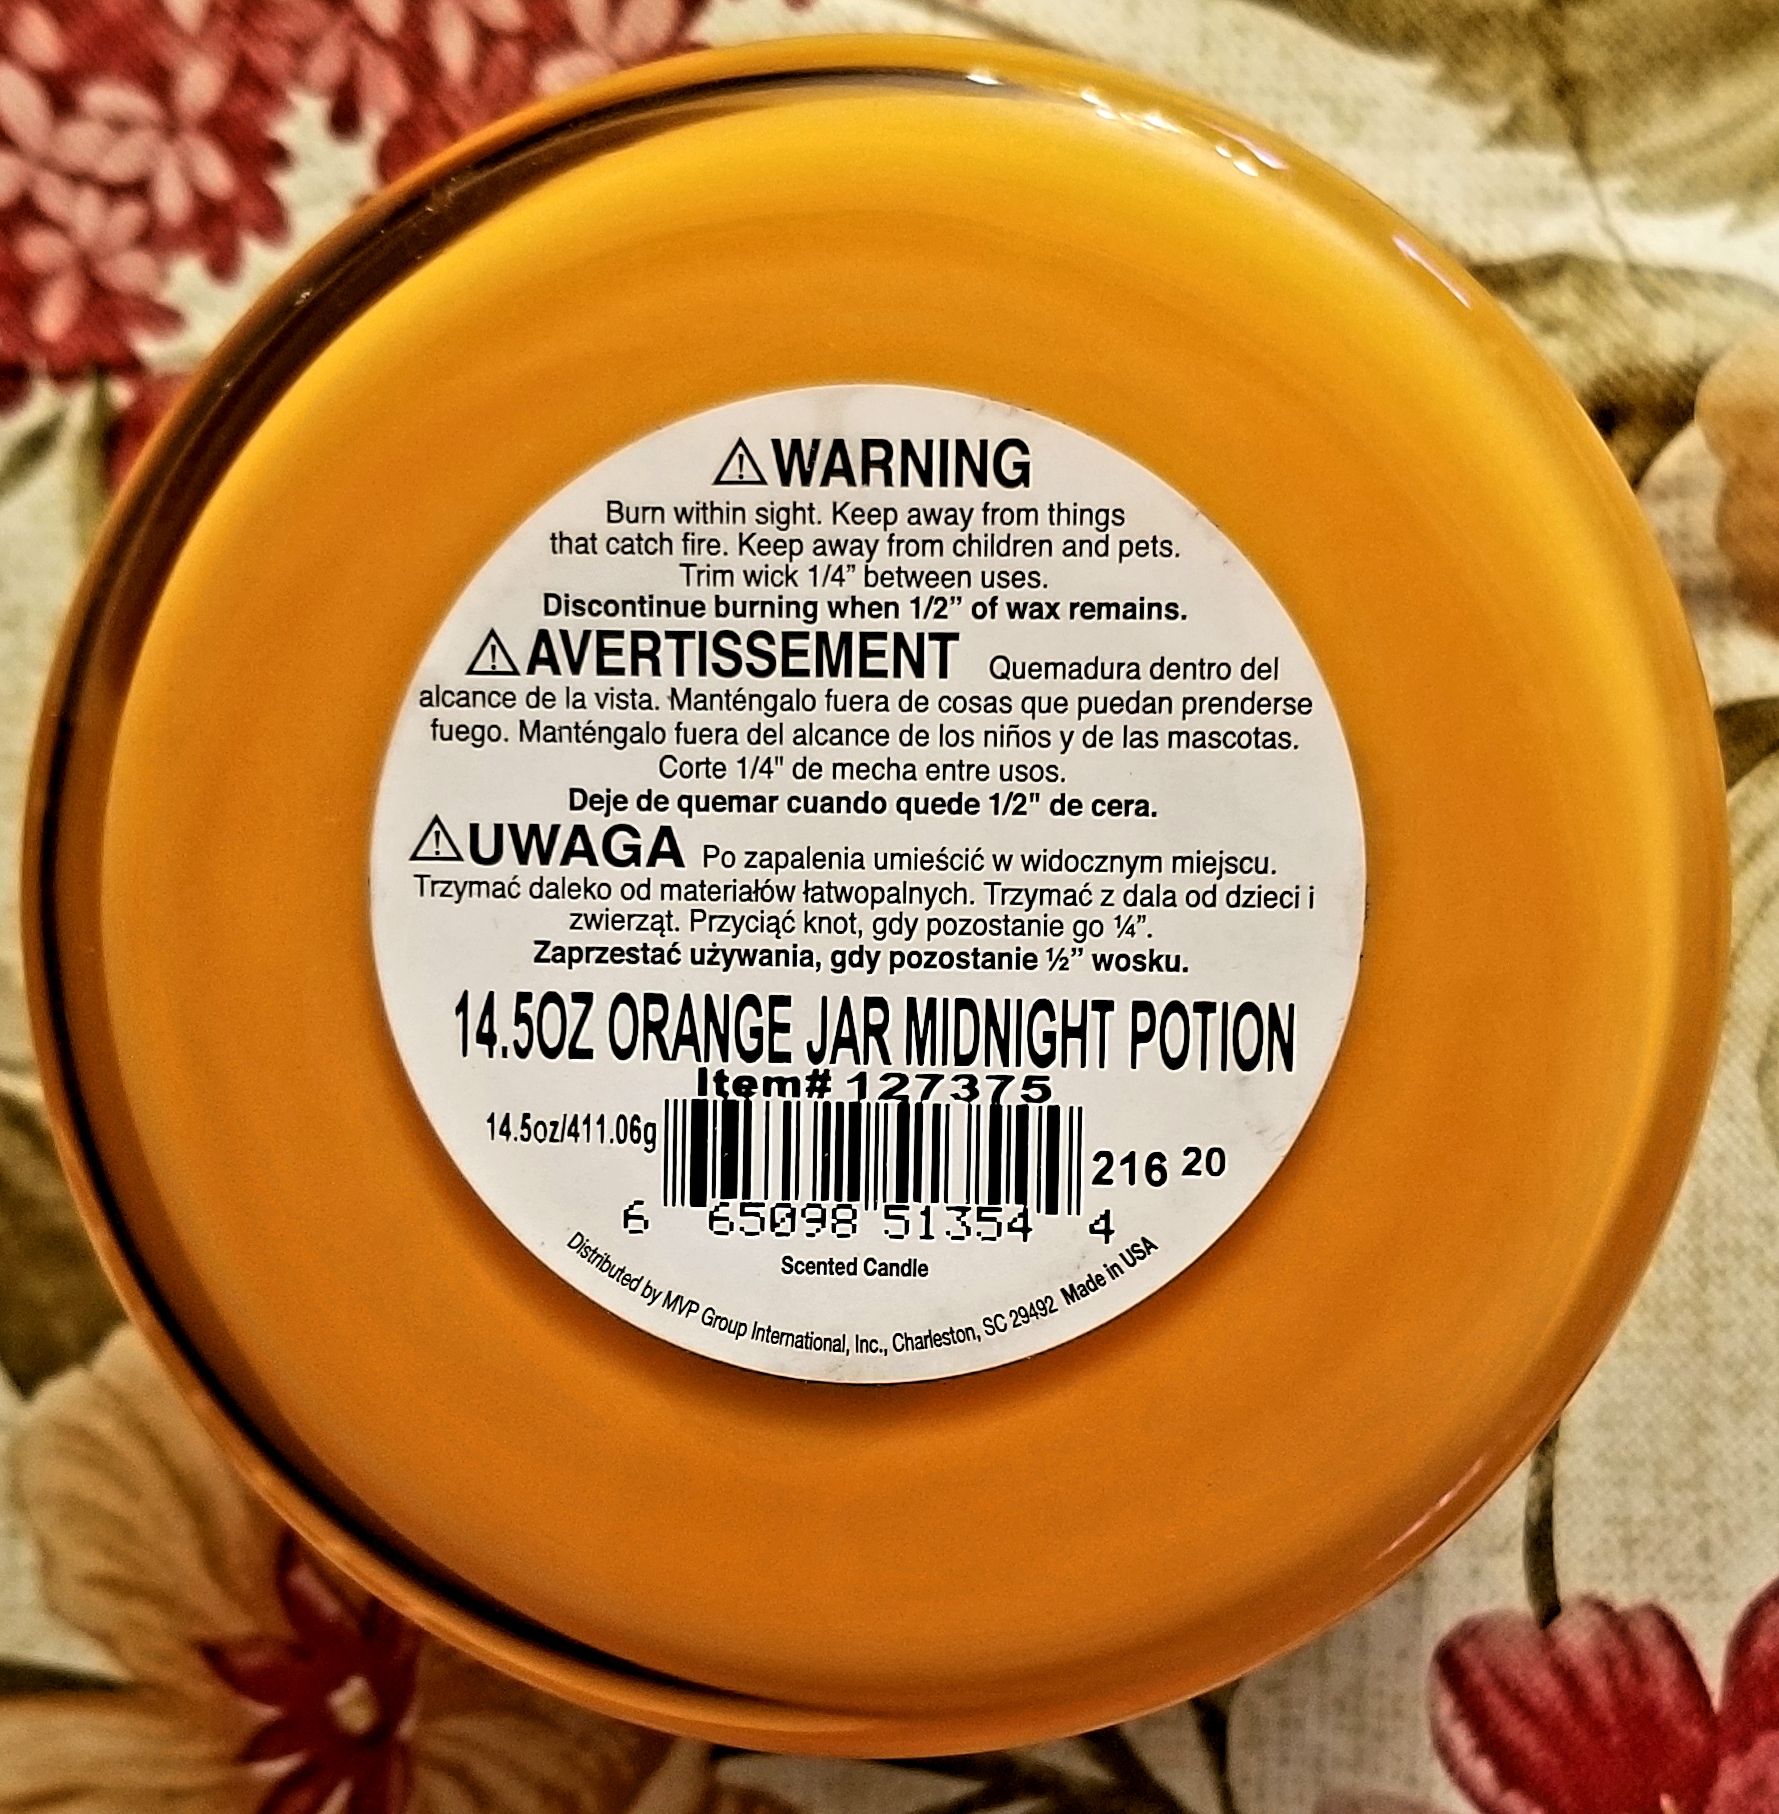 ⚠WARNING
Burn within sight. Keep away from things
that catch fire. Keep away from children and pets.
Trim wick 1/4” between uses.
Discontinue burning when 1/2” of wax remains.
⚠AVERTISSEMENT Quemadura dentro del
alcance de la vista. Manténgalo fuera de cosas que puedan prenderse
fuego. Manténgalo fuera del alcance de los niños y de las mascotas.
Corte 1/4" de mecha entre usos.
Deje de quemar cuando quede 1/2" de cera.
⚠UWAGA Po zapalenia umieścić w widocznym miejscu.
Trzymać daleko od materiałów łatwopalnych. Trzymać z dala od dzieci i
zwierząt. Przyciąć knot, gdy pozostanie go ¼”.
Zaprzestać używania, gdy pozostanie ½” wosku.
14.5OZ ORANGE JAR MIDNIGHT POTION
Item# 127375
14.5oz/411.06g
216 20
6 65098 51354 4
Scented Candle
Distributed by MVP Group International, Inc., Charleston, SC 29492 Made in USA